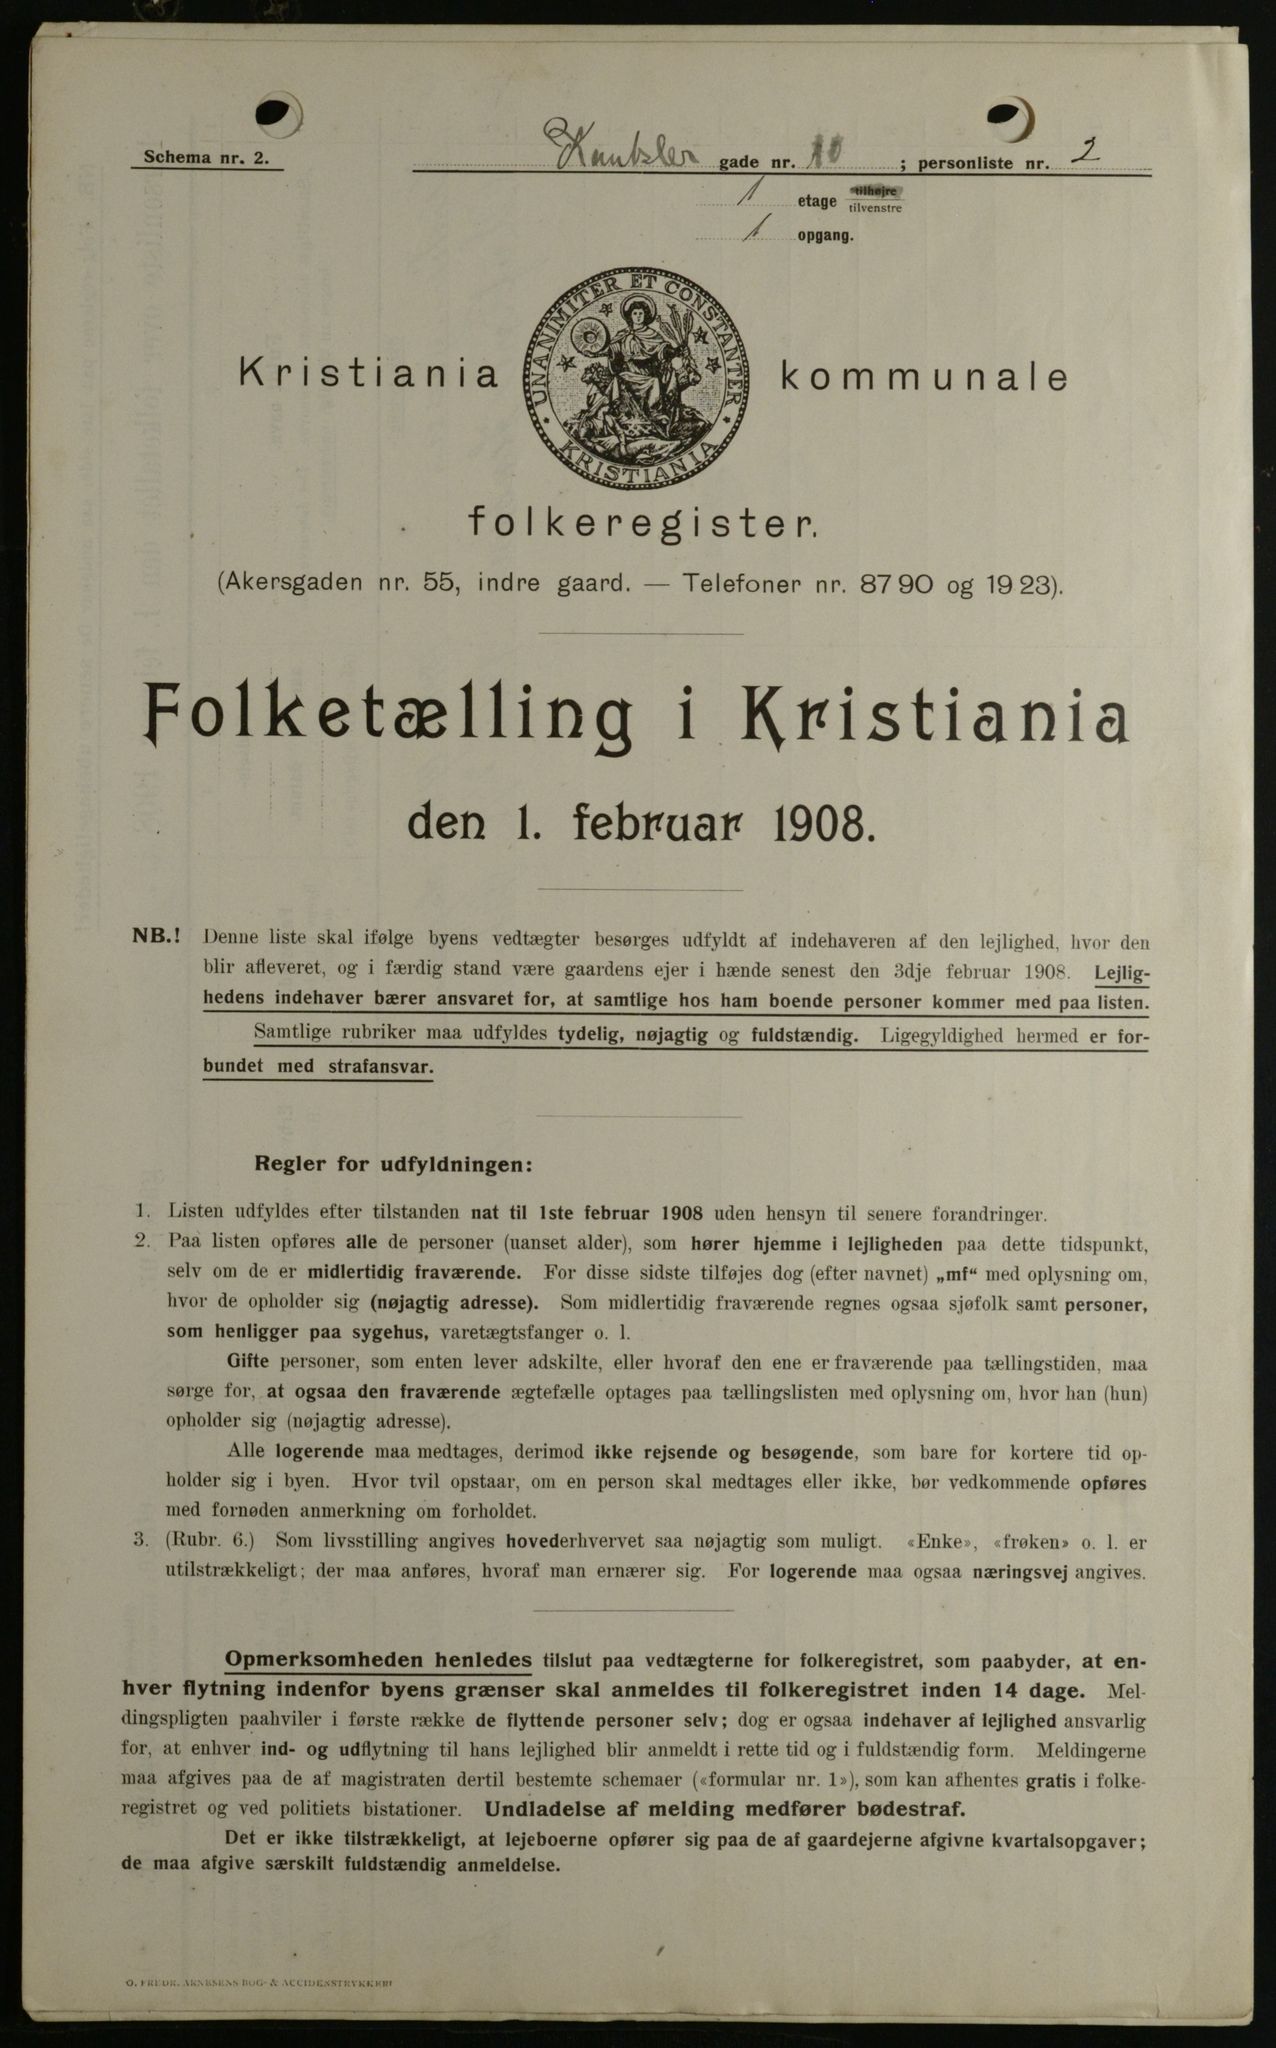 Schema nr. 2.
Kantsler gade nr. 10 ; personliste nr. 2
1 etage tilhøjre
tilvenstre
1 opgang.
UNANIMITER ET CONSTANTER
KRISTIANIA
Kristiania kommunale
folkeregister.
(Akersgaden nr. 55, indre gaard. — Telefoner nr. 87 90 og 19 23).
Folketælling i Kristiania
den 1. februar 1908.
NB.! Denne liste skal ifølge byens vedtægter besørges udfyldt af indehaveren af den lejlighed, hvor den
blir afleveret, og i færdig stand være gaardens ejer i hænde senest den 3dje februar 1908. Lejlig-
hedens indehaver bærer ansvaret for, at samtlige hos ham boende personer kommer med paa listen.
Samtlige rubriker maa udfyldes tydelig, nøjagtig og fuldstændig. Ligegyldighed hermed er for-
bundet med strafansvar.
Regler for udfyldningen:
1. Listen udfyldes efter tilstanden nat til 1ste februar 1908 uden hensyn til senere forandringer.
2. Paa listen opføres alle de personer (uanset alder), som hører hjemme i lejligheden paa dette tidspunkt,
selv om de er midlertidig fraværende. For disse sidste tilføjes dog (efter navnet) „mf“ med oplysning om,
hvor de opholder sig (nøjagtig adresse). Som midlertidig fraværende regnes ogsaa sjøfolk samt personer,
som henligger paa sygehus, varetægtsfanger o. l.
Gifte personer, som enten lever adskilte, eller hvoraf den ene er fraværende paa tællingstiden, maa
sørge for, at ogsaa den fraværende ægtefælle optages paa tællingslisten med oplysning om, hvor han (hun)
opholder sig (nøjagtig adresse).
Alle logerende maa medtages, derimod ikke rejsende og besøgende, som bare for kortere tid op-
holder sig i byen. Hvor tvil opstaar, om en person skal medtages eller ikke, bør vedkommende opføres
med fornøden anmerkning om forholdet.
3. (Rubr. 6.) Som livsstilling angives hovederhvervet saa nøjagtig som muligt. «Enke», «frøken» o. l. er
utilstrækkeligt; der maa anføres, hvoraf man ernærer sig. For logerende maa ogsaa næringsvej angives.
Opmerksomheden henledes tilslut paa vedtægterne for folkeregistret, som paabyder, at en-
hver flytning indenfor byens grænser skal anmeldes til folkeregistret inden 14 dage. Mel-
dingspligten paahviler i første række de flyttende personer selv; dog er ogsaa indehaver af lejlighed ansvarlig
for, at enhver ind- og udflytning til hans lejlighed blir anmeldt i rette tid og i fuldstændig form. Meldingerne
maa afgives paa de af magistraten dertil bestemte schemaer («formular nr. 1»), som kan afhentes gratis i folke-
registret og ved politiets bistationer. Undladelse af melding medfører bødestraf.
Det er ikke tilstrækkeligt, at lejeboerne opfører sig paa de af gaardejerne afgivne kvartalsopgaver;
de maa afgive særskilt fuldstændig anmeldelse.
O. FREDR. ARNESENS BOG- & ACCIDENSTRYKKERI